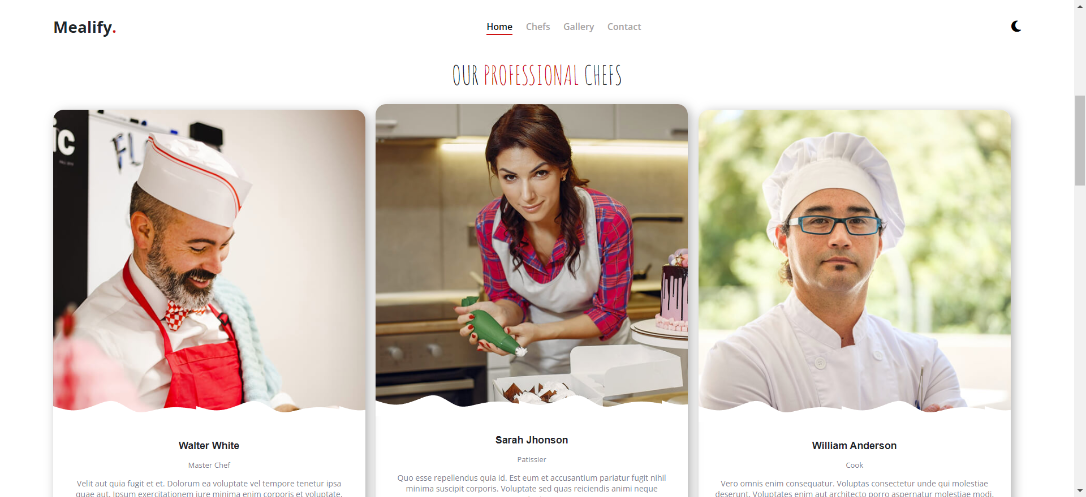 Mealify.
Home Chefs Gallery Contact
OUR PROFESSIONAL CHEFS
Walter White
Master Chef
Velit aut quia fugit et et. Dolorum ea voluptate vel tempore tenetur ipsa
quae aut. Ipsum exercitationem iure minima enim corporis et voluptate.
Sarah Jhonson
Patissier
Quo esse repellendus quia id. Est eum et accusantium pariatur fugit nihil
minima suscipit corporis. Voluptate sed quas reiciendis animi neque
William Anderson
Cook
Vero omnis enim consequatur. Voluptas consectetur unde qui molestiae
deserunt. Voluptates enim aut architecto porro aspernatur molestiae modi.